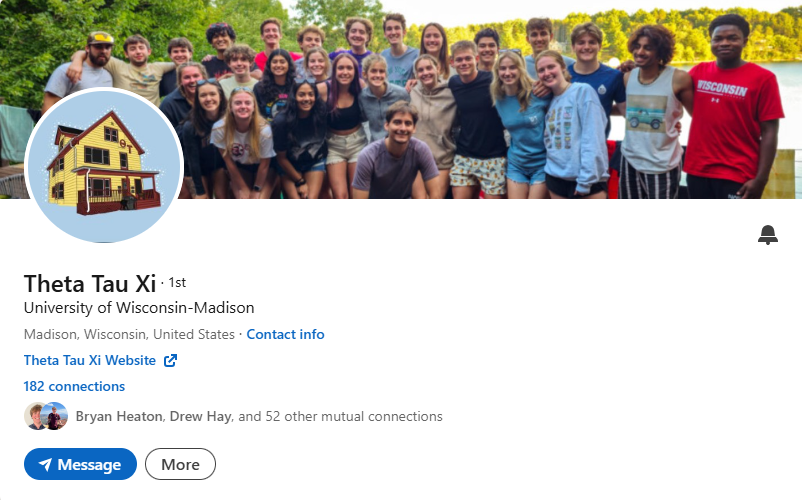 WISCONSIN
ΘT
Theta Tau Xi · 1st
University of Wisconsin-Madison
Madison, Wisconsin, United States · Contact info
Theta Tau Xi Website
182 connections
Bryan Heaton, Drew Hay, and 52 other mutual connections
Message
More